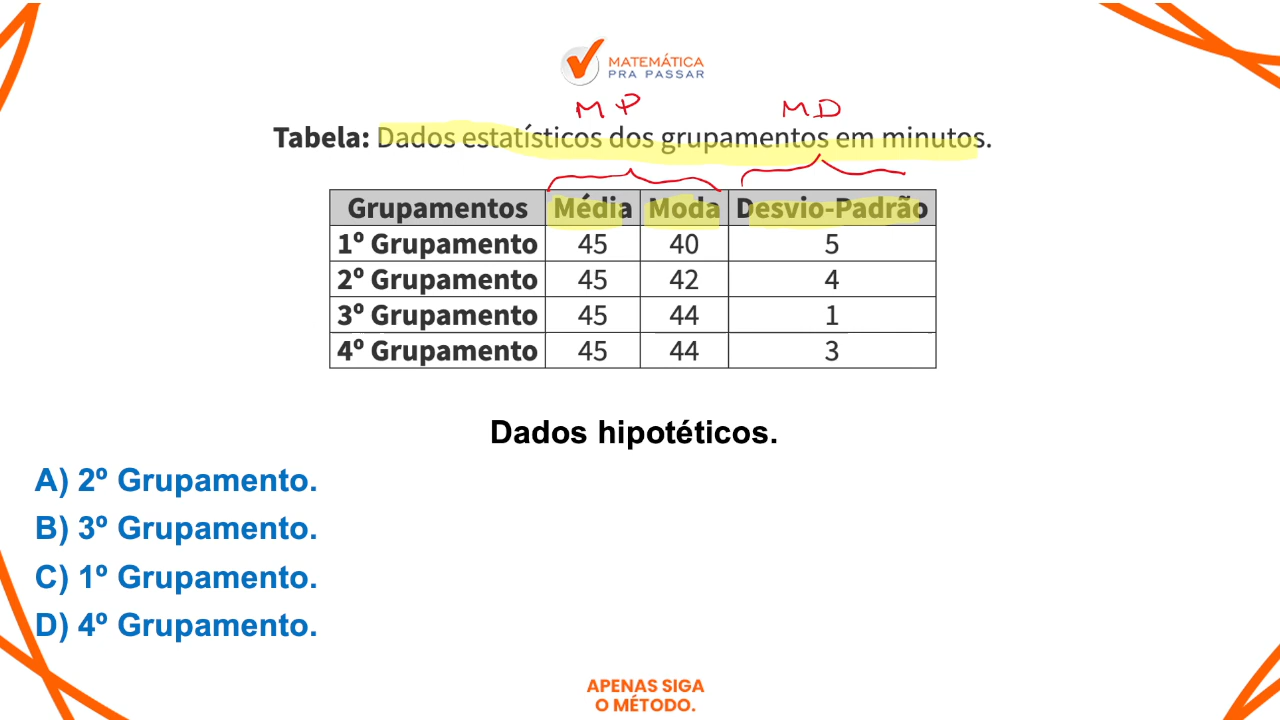 MATEMÁTICA
PRA PASSAR
MP MD
Tabela: Dados estatísticos dos grupamentos em minutos.
Grupamentos Média Moda Desvio-Padrão
1º Grupamento 45 40 5
2º Grupamento 45 42 4
3º Grupamento 45 44 1
4º Grupamento 45 44 3
Dados hipotéticos.
A) 2º Grupamento.
B) 3º Grupamento.
C) 1º Grupamento.
D) 4º Grupamento.
APENAS SIGA
O MÉTODO.